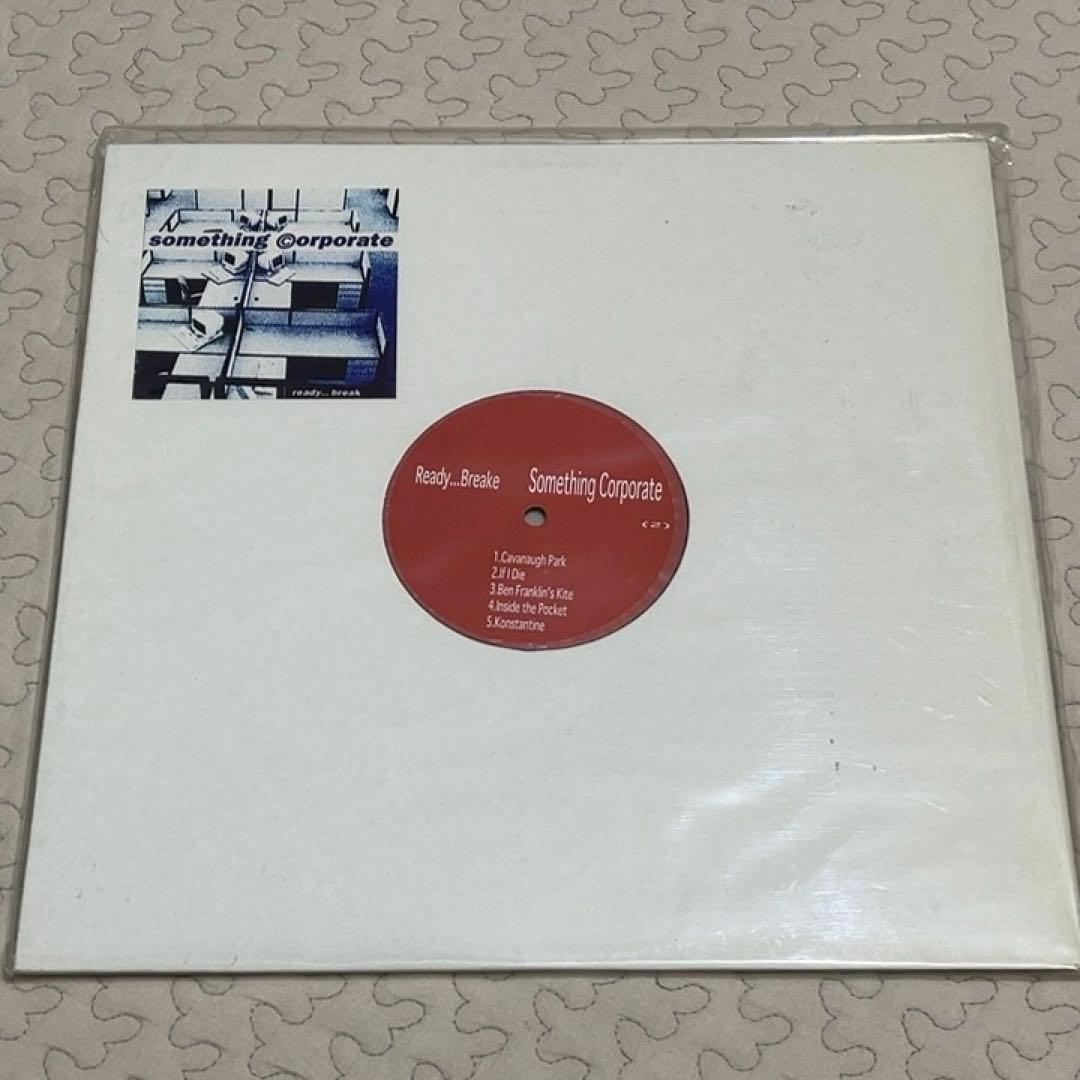 something ©orporate
ready... break
Ready...Breake Something Corporate
(2)
1.Cavanaugh Park
2.If I Die
3.Ben Franklin's Kite
4.Inside the Pocket
5.Konstantine